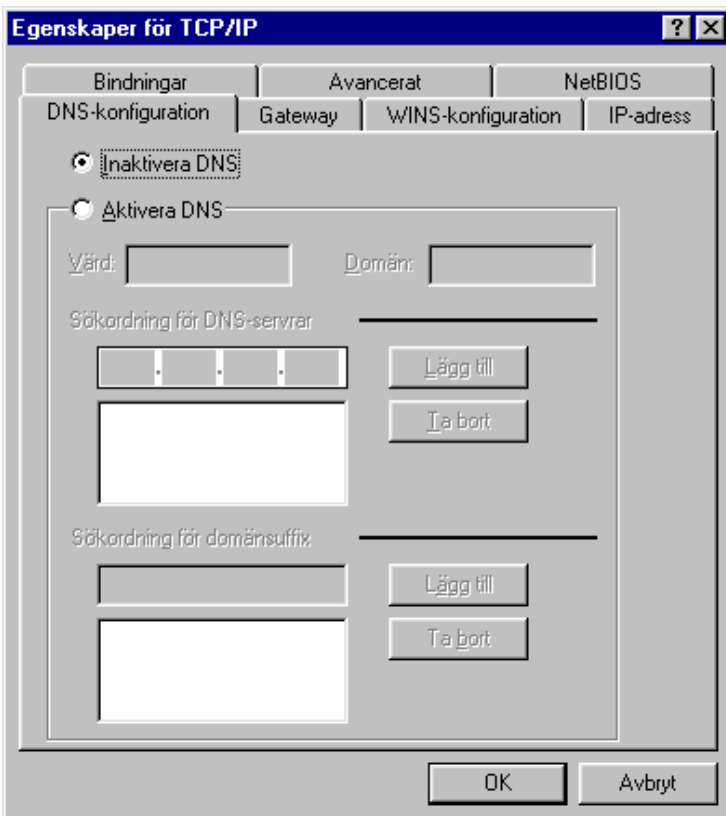 Egenskaper för TCP/IP
Bindningar Avancerat NetBIOS
DNS-konfiguration Gateway WINS-konfiguration IP-adress
Inaktivera DNS
Aktivera DNS
Värd: Domän:
Sökordning för DNS-servrar
Lägg till
Ta bort
Sökordning för domänsuffix
Lägg till
Ta bort
OK Avbryt